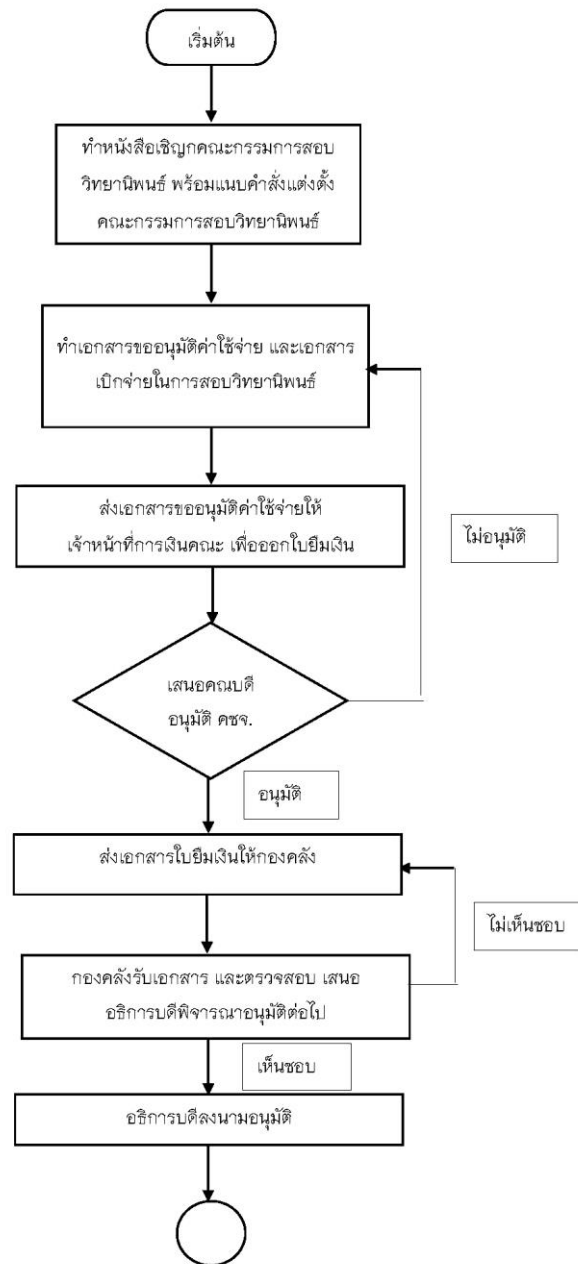 เริ่มต้น
ทำหนังสือเชิญกคณะกรรมการสอบ
วิทยานิพนธ์ พร้อมแนบคำสั่งแต่งตั้ง
คณะกรรมการสอบวิทยานิพนธ์
ทำเอกสารขออนุมัติค่าใช้จ่าย และเอกสาร
เบิกจ่ายในการสอบวิทยานิพนธ์
ส่งเอกสารขออนุมัติค่าใช้จ่ายให้
เจ้าหน้าที่การเงินคณะ เพื่อออกใบยืมเงิน
ไม่อนุมัติ
เสนอคณบดี
อนุมัติ คชจ.
อนุมัติ
ส่งเอกสารใบยืมเงินให้กองคลัง
ไม่เห็นชอบ
กองคลังรับเอกสาร และตรวจสอบ เสนอ
อธิการบดีพิจารณาอนุมัติต่อไป
เห็นชอบ
อธิการบดีลงนามอนุมัติ